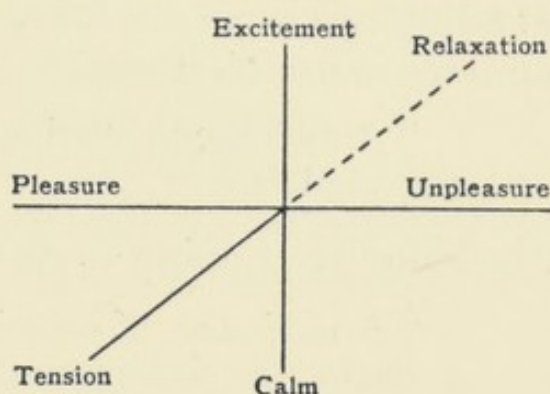 Excitement
Relaxation
Pleasure
Unpleasure
Tension
Calm